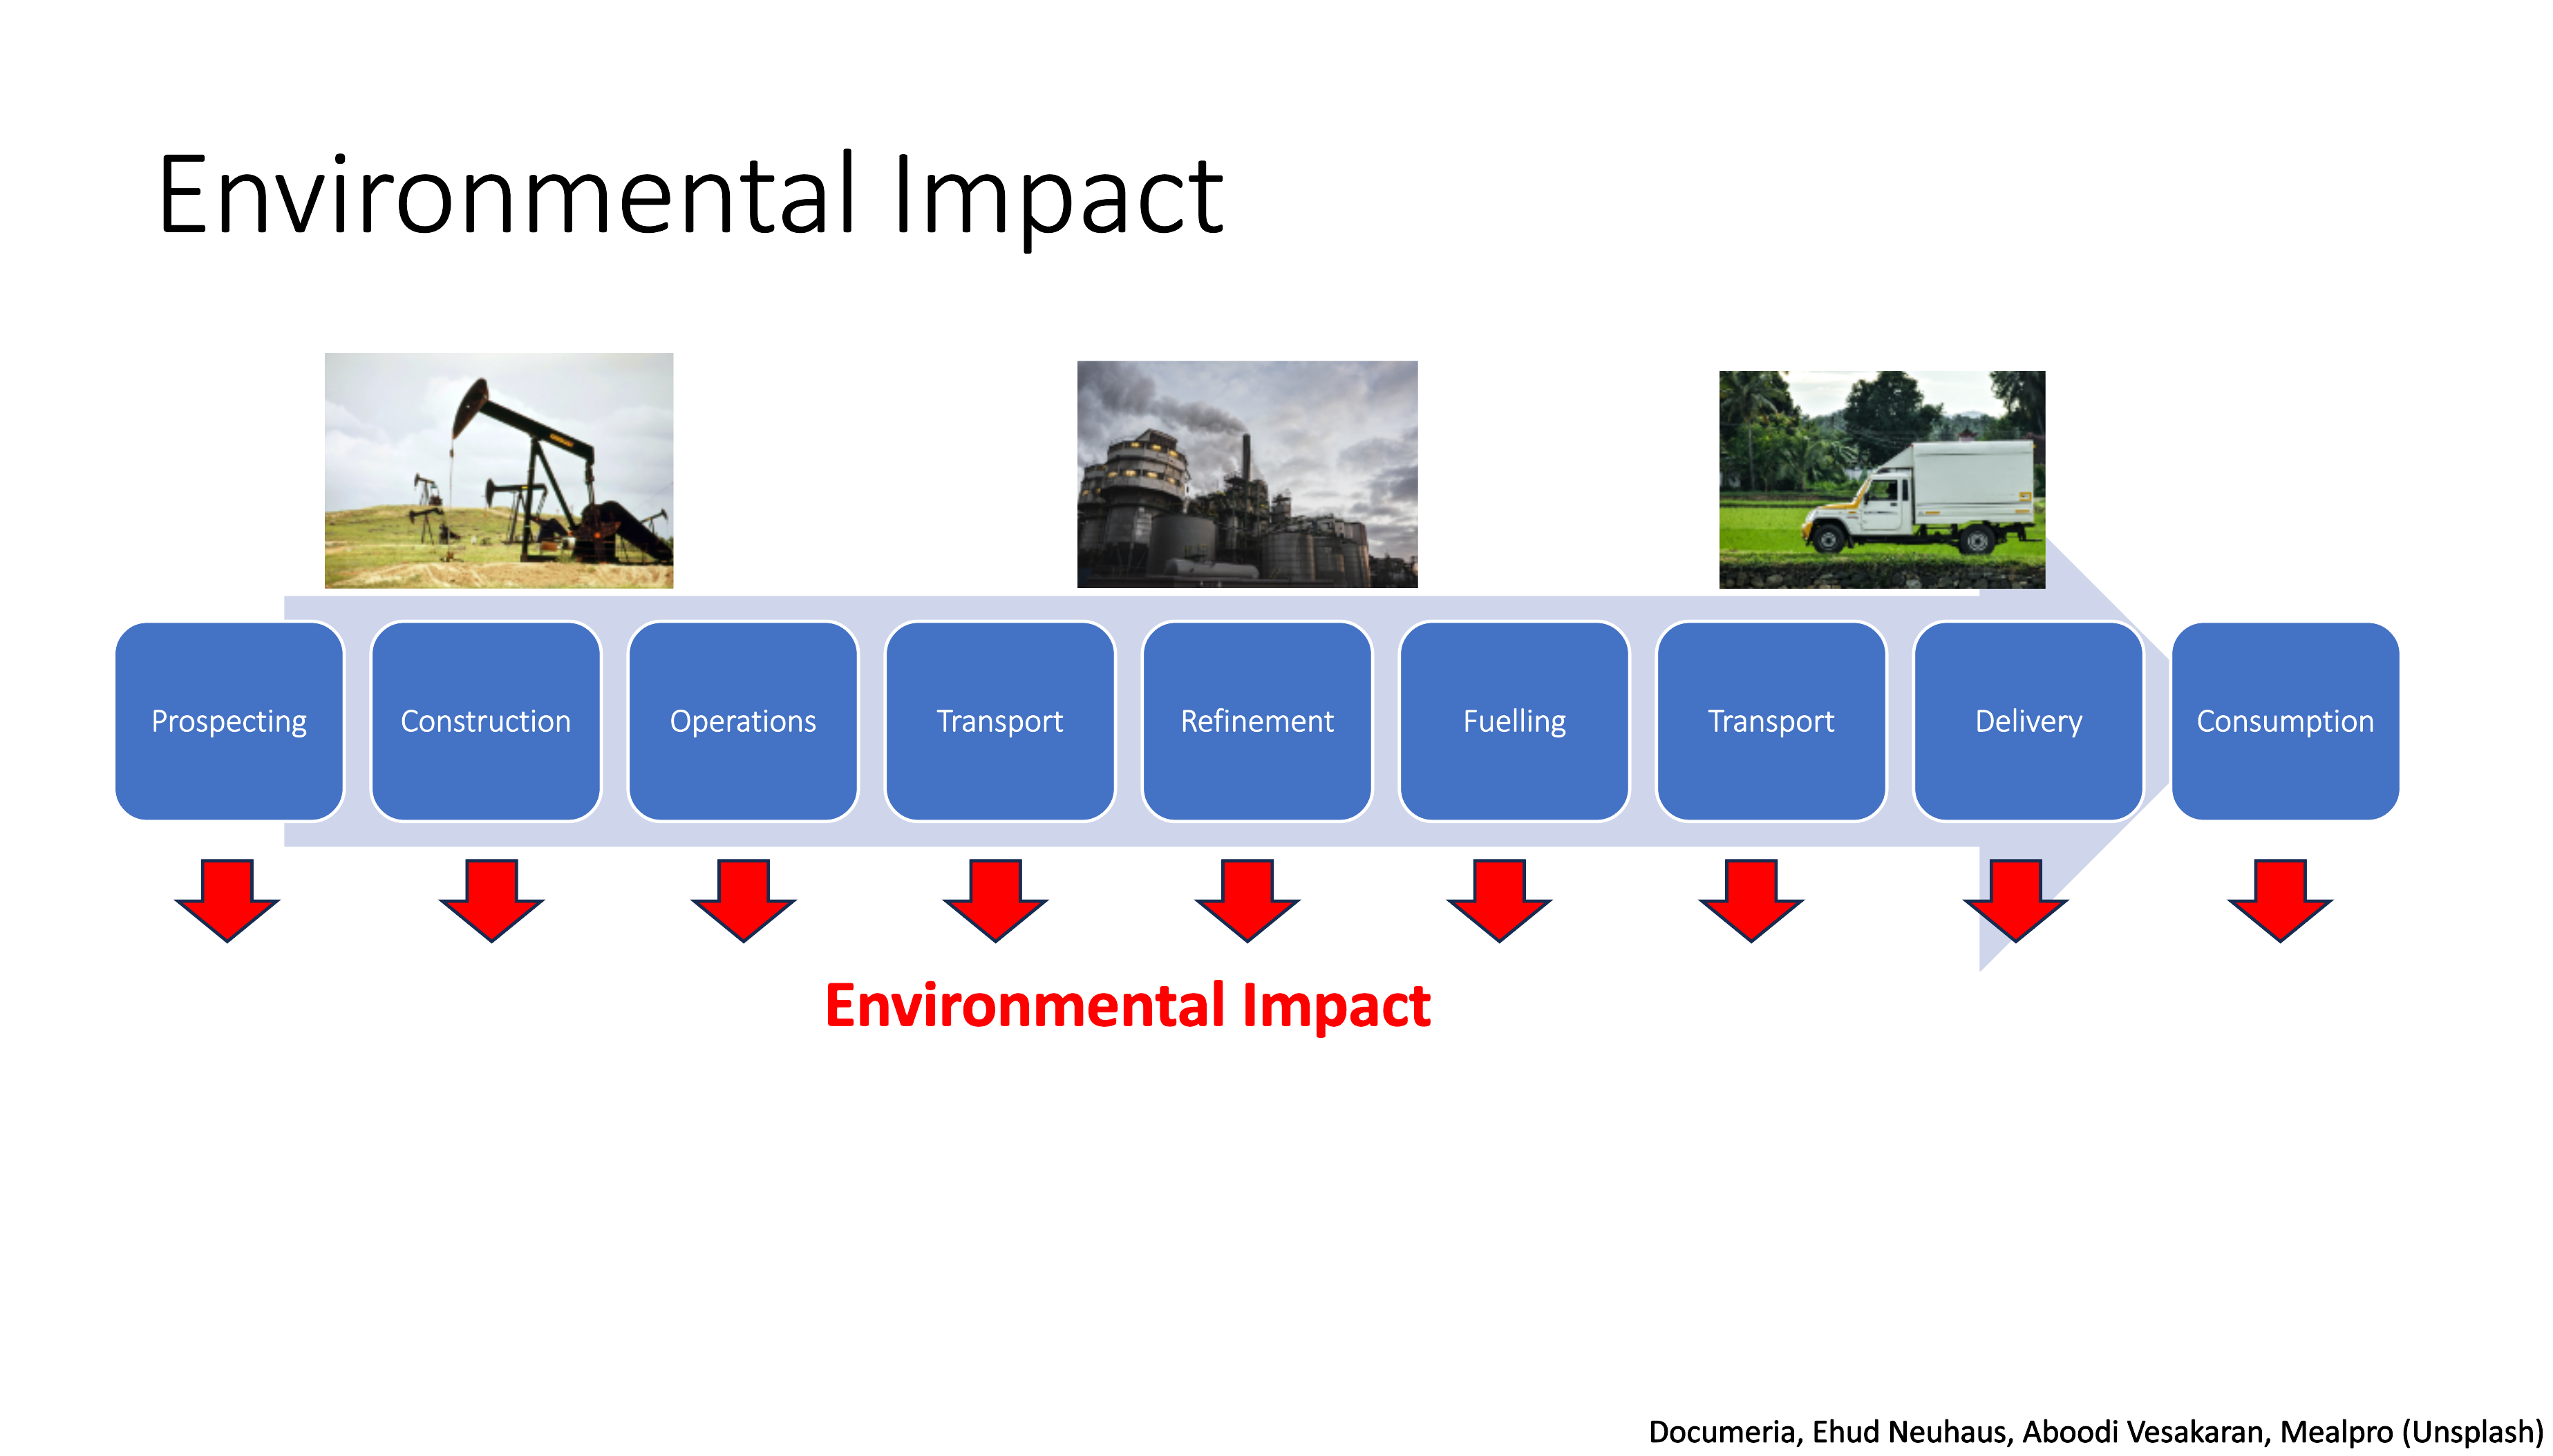 Environmental Impact
Prospecting
Construction
Operations
Transport
Refinement
Fuelling
Transport
Delivery
Consumption
Environmental Impact
Documeria, Ehud Neuhaus, Aboodi Vesakaran, Mealpro (Unsplash)